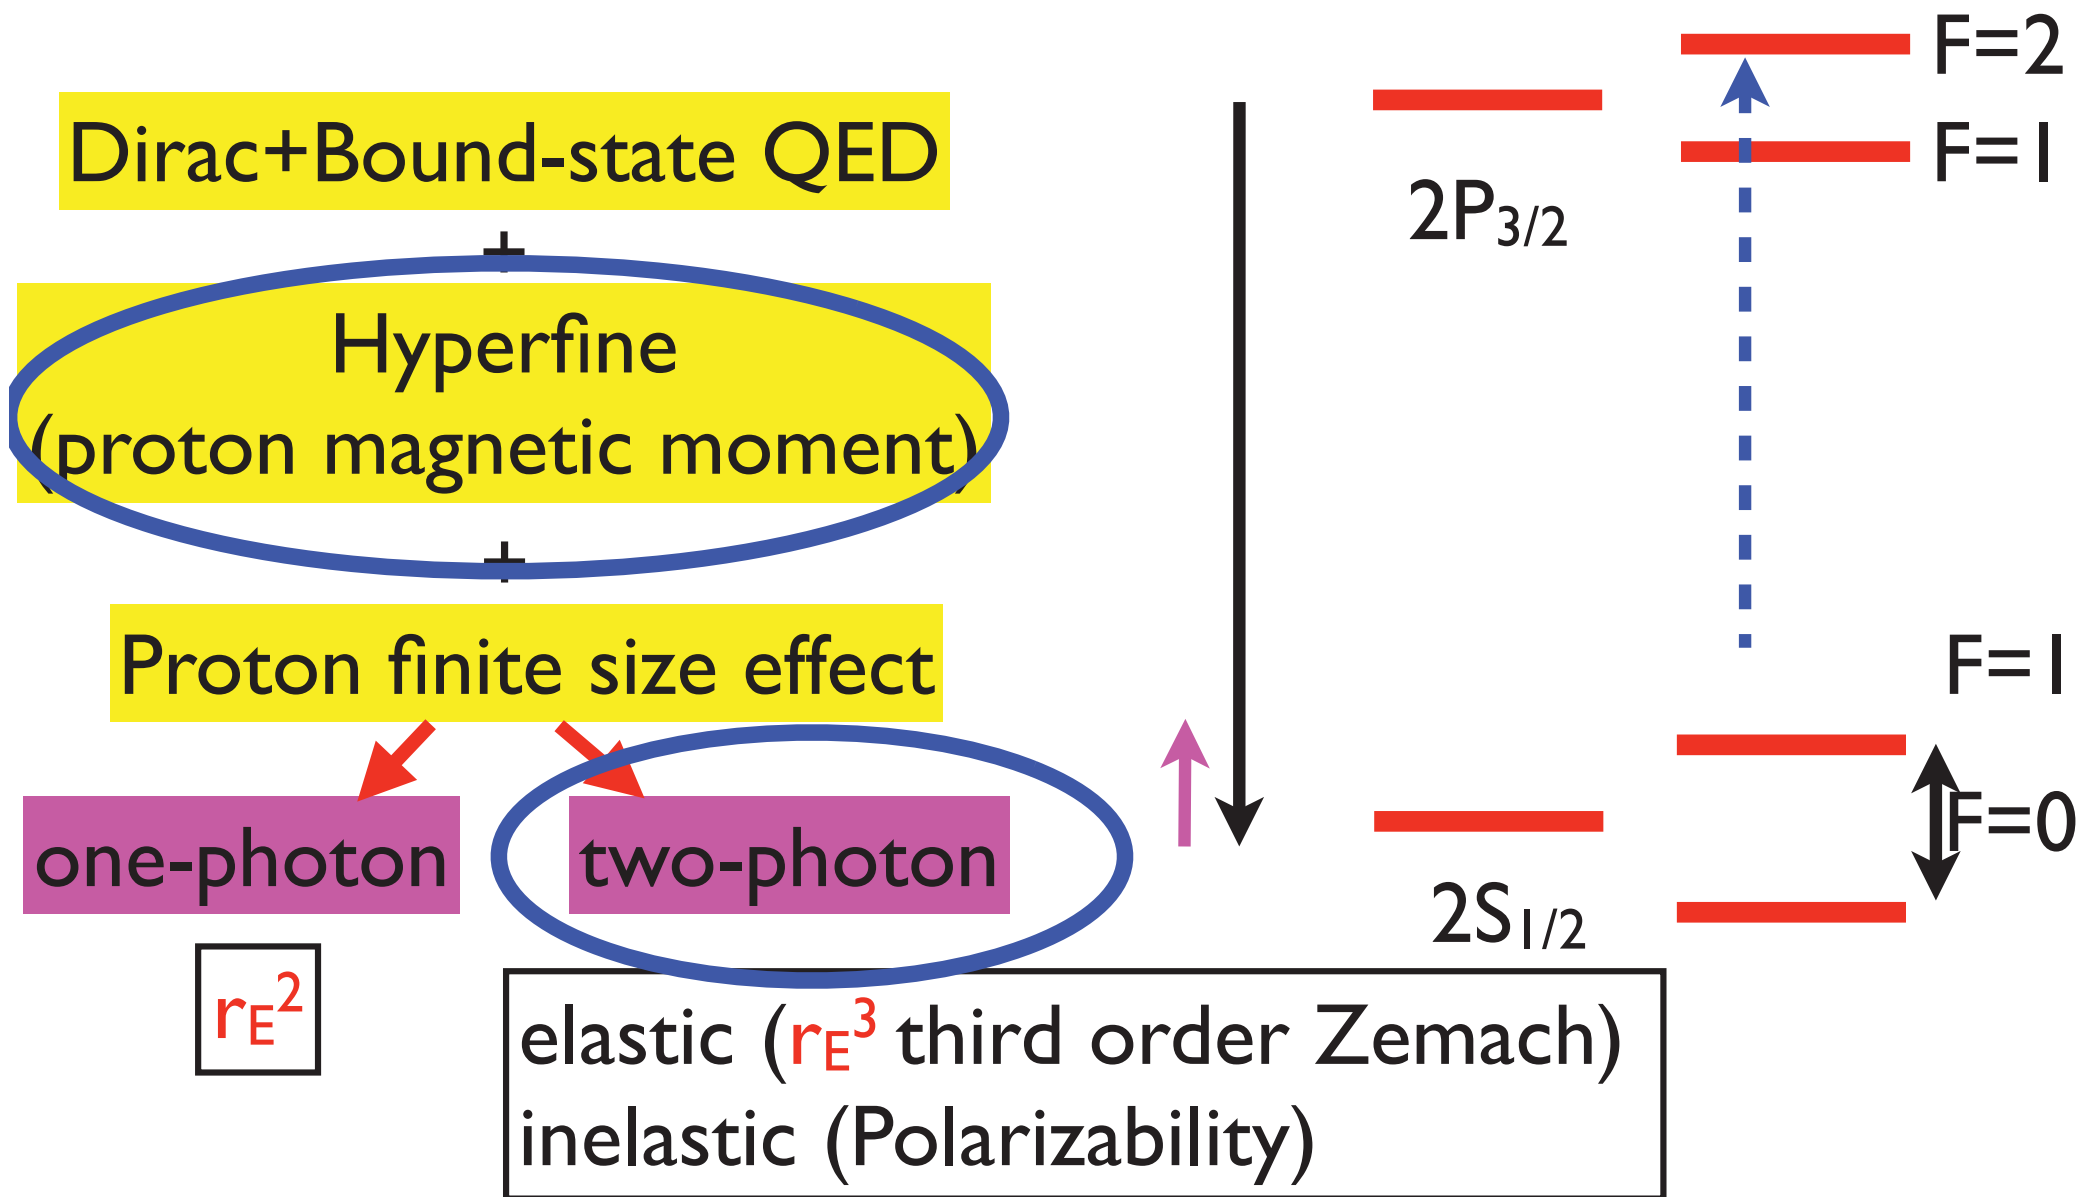 Dirac+Bound-state QED
+
Hyperfine
(proton magnetic moment)
+
Proton finite size effect
one-photon
two-photon
rE²
elastic (rE³ third order Zemach)
inelastic (Polarizability)
2P3/2
F=2
F=1
2S1/2
F=1
F=0